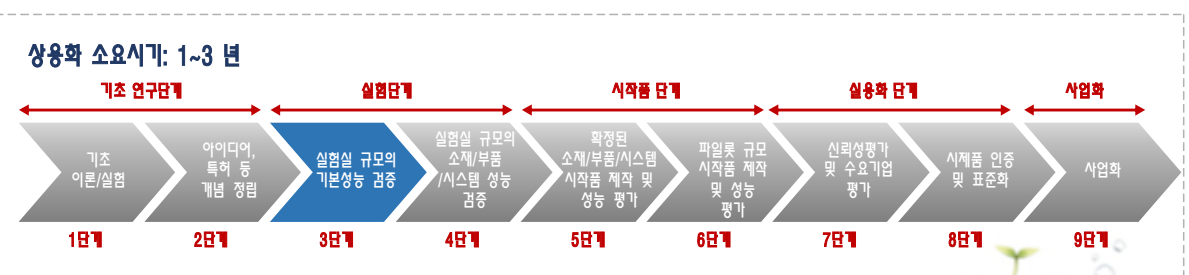 상용화 소요시기: 1~3 년
기초 연구단계
실험단계
시작품 단계
실용화 단계
사업화
기초
이론/실험
아이디어,
특허 등
개념 정립
실험실 규모의
기본성능 검증
실험실 규모의
소재/부품
/시스템 성능
검증
확정된
소재/부품/시스템
시작품 제작 및
성능 평가
파일롯 규모
시작품 제작
및 성능
평가
신뢰성평가
및 수요기업
평가
시제품 인증
및 표준화
사업화
1단계
2단계
3단계
4단계
5단계
6단계
7단계
8단계
9단계